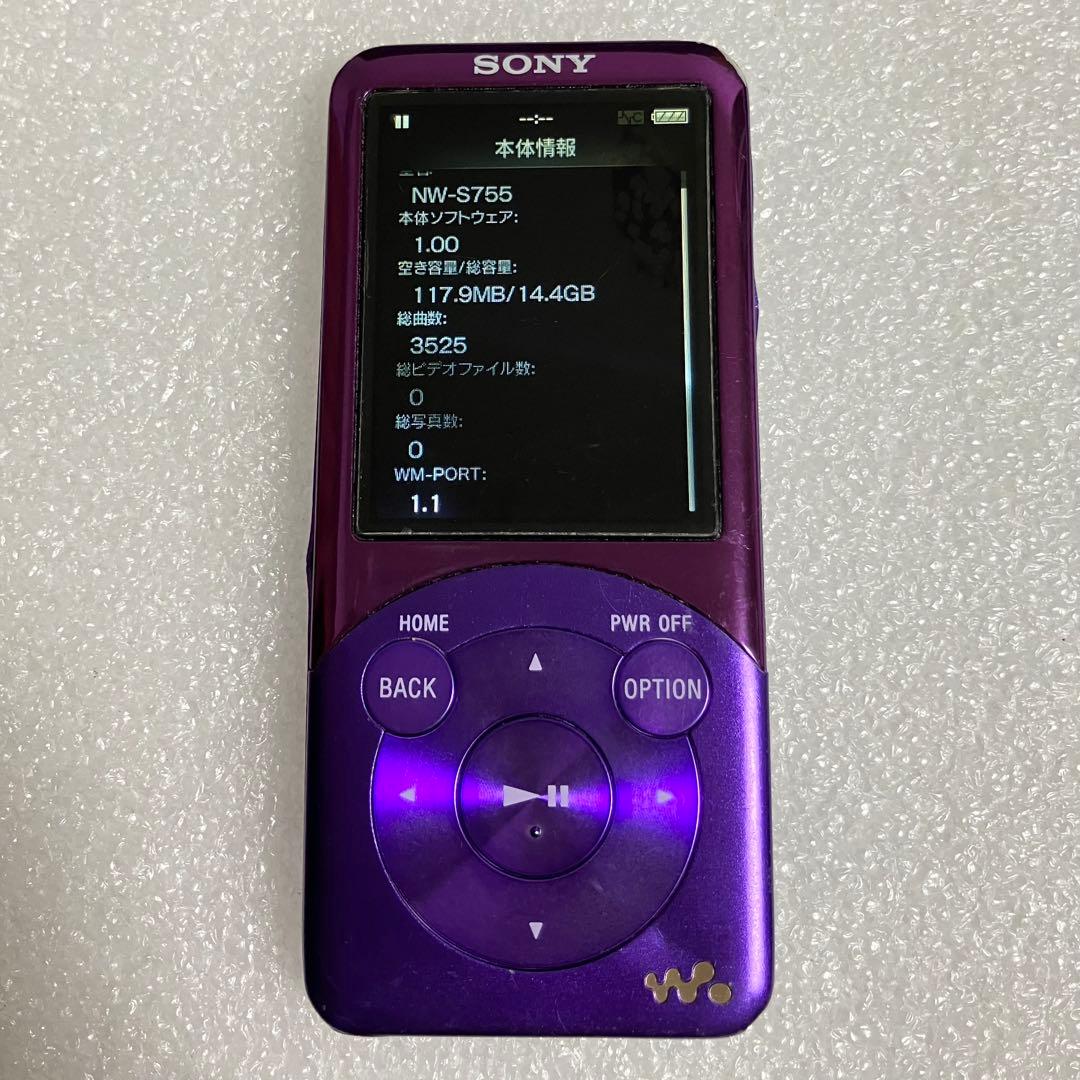 SONY
--:--
本体情報
NW-S755
本体ソフトウェア:
1.00
空き容量/総容量:
117.9MB/14.4GB
総曲数:
3525
総ビデオファイル数:
0
総写真数:
0
WM-PORT:
1.1
HOME
PWR OFF
BACK
OPTION